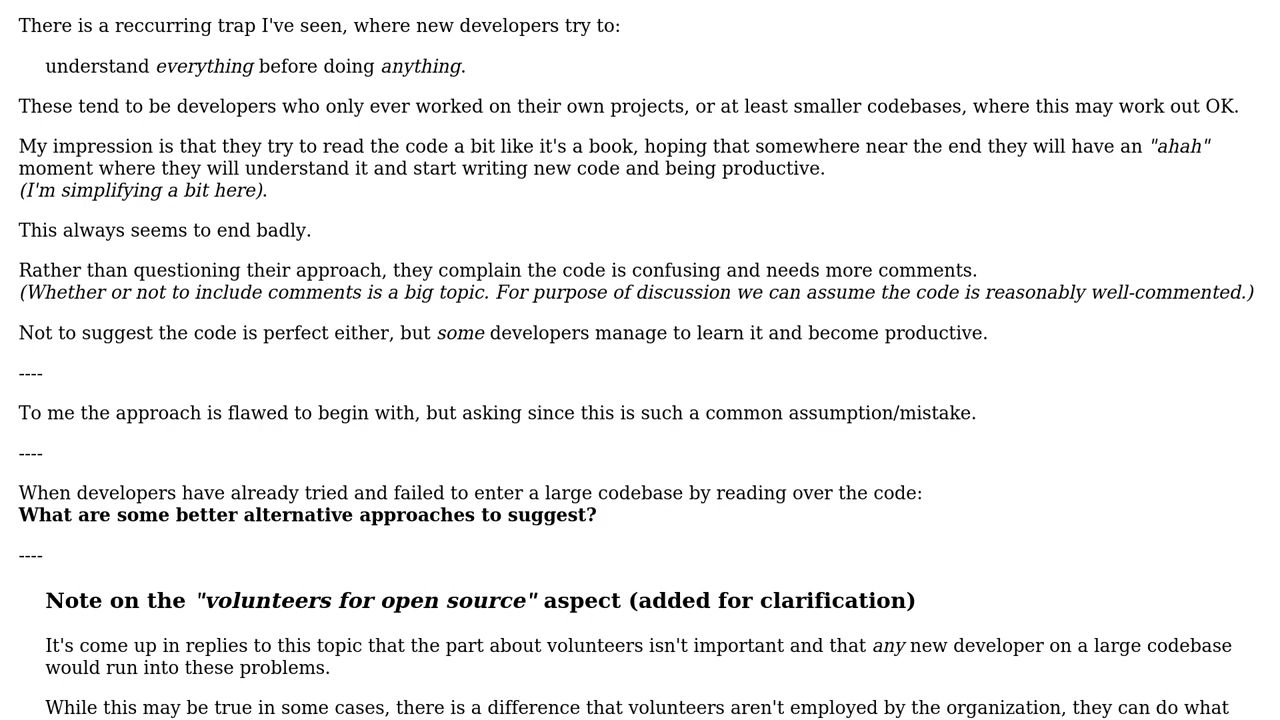 There is a reccurring trap I've seen, where new developers try to:
understand everything before doing anything.
These tend to be developers who only ever worked on their own projects, or at least smaller codebases, where this may work out OK.
My impression is that they try to read the code a bit like it's a book, hoping that somewhere near the end they will have an "ahah"
moment where they will understand it and start writing new code and being productive.
(I'm simplifying a bit here).
This always seems to end badly.
Rather than questioning their approach, they complain the code is confusing and needs more comments.
(Whether or not to include comments is a big topic. For purpose of discussion we can assume the code is reasonably well-commented.)
Not to suggest the code is perfect either, but some developers manage to learn it and become productive.
----
To me the approach is flawed to begin with, but asking since this is such a common assumption/mistake.
----
When developers have already tried and failed to enter a large codebase by reading over the code:
What are some better alternative approaches to suggest?
----
Note on the "volunteers for open source" aspect (added for clarification)
It's come up in replies to this topic that the part about volunteers isn't important and that any new developer on a large codebase
would run into these problems.
While this may be true in some cases, there is a difference that volunteers aren't employed by the organization, they can do what